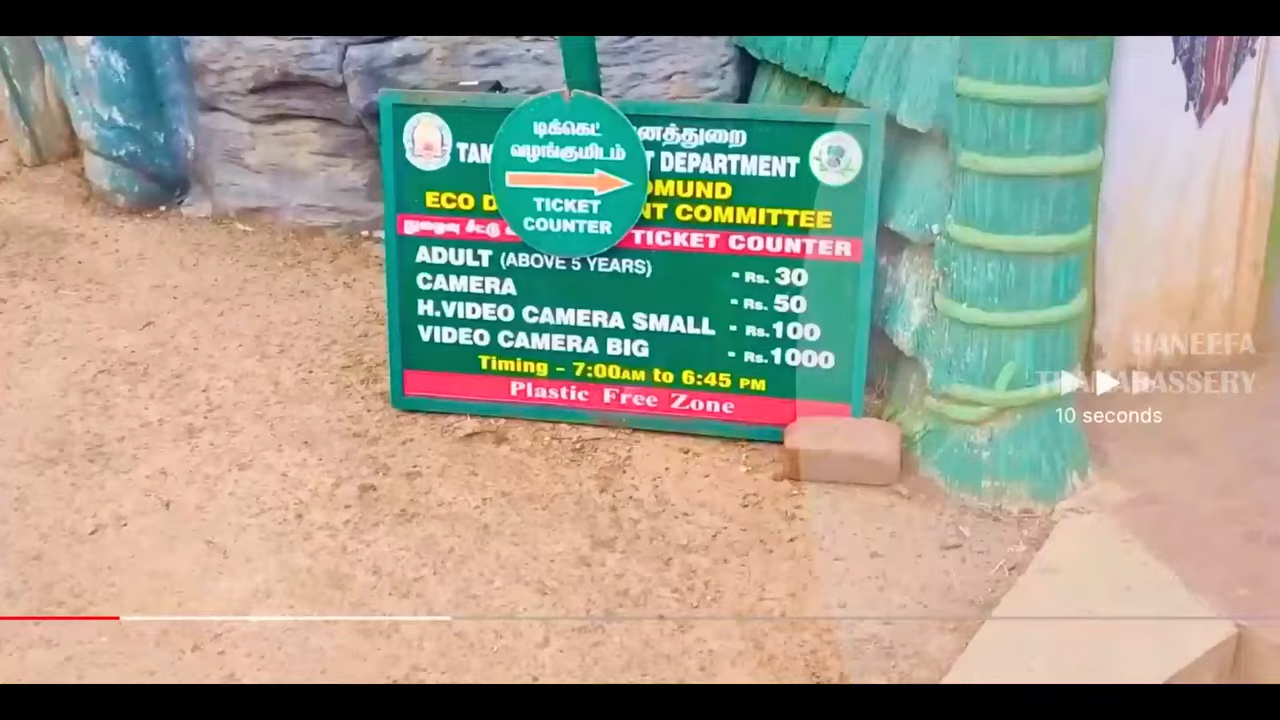 டிக்கெட்
வழங்குமிடம்
TICKET
COUNTER
னத்துறை
TAM T DEPARTMENT
DMUND
ECO D NT COMMITTEE
நுழைவு சீட்டு
TICKET COUNTER
ADULT (ABOVE 5 YEARS) - Rs. 30
CAMERA - Rs. 50
H.VIDEO CAMERA SMALL - Rs.100
VIDEO CAMERA BIG - Rs.1000
Timing - 7:00AM to 6:45 PM
Plastic Free Zone
HANEEFA
10 seconds